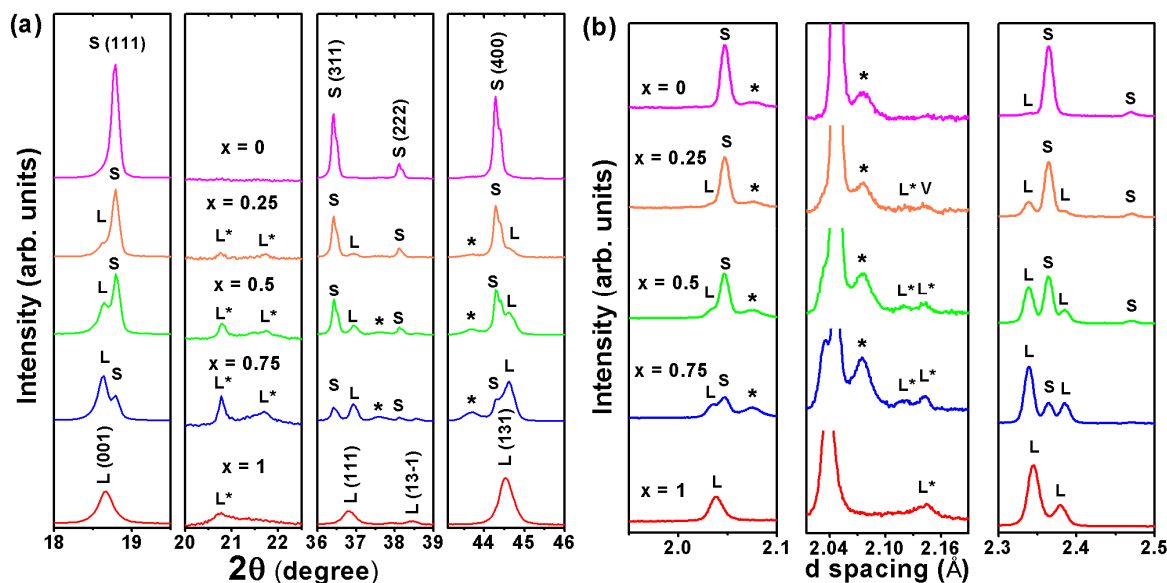 (a)
S (111)
S (311)
S (222)
S (400)
x = 0
S
L
x = 0.25
L* L*
S
L
S
*
S
L
S
L
x = 0.5
L* L*
S
L
*
S
*
S
L
L
S
x = 0.75
L*
L*
S
L
*
S
*
S
L
L (001)
x = 1
L*
L (111)
L (13-1)
L (131)
Intensity (arb. units)
18 19 20 21 22 23 36 37 38 39 44 45 46
2θ (degree)
(b)
x = 0
S
*
*
L
S
S
x = 0.25
L
S
*
*
L* V
L
S
L
S
x = 0.5
L
S
*
*
L* L*
L
S
L
S
x = 0.75
L
S
*
*
L* L*
L
S
L
x = 1
L
L*
L
L
Intensity (arb. units)
2.0 2.1 2.04 2.10 2.16 2.3 2.4 2.5
d spacing (Å)